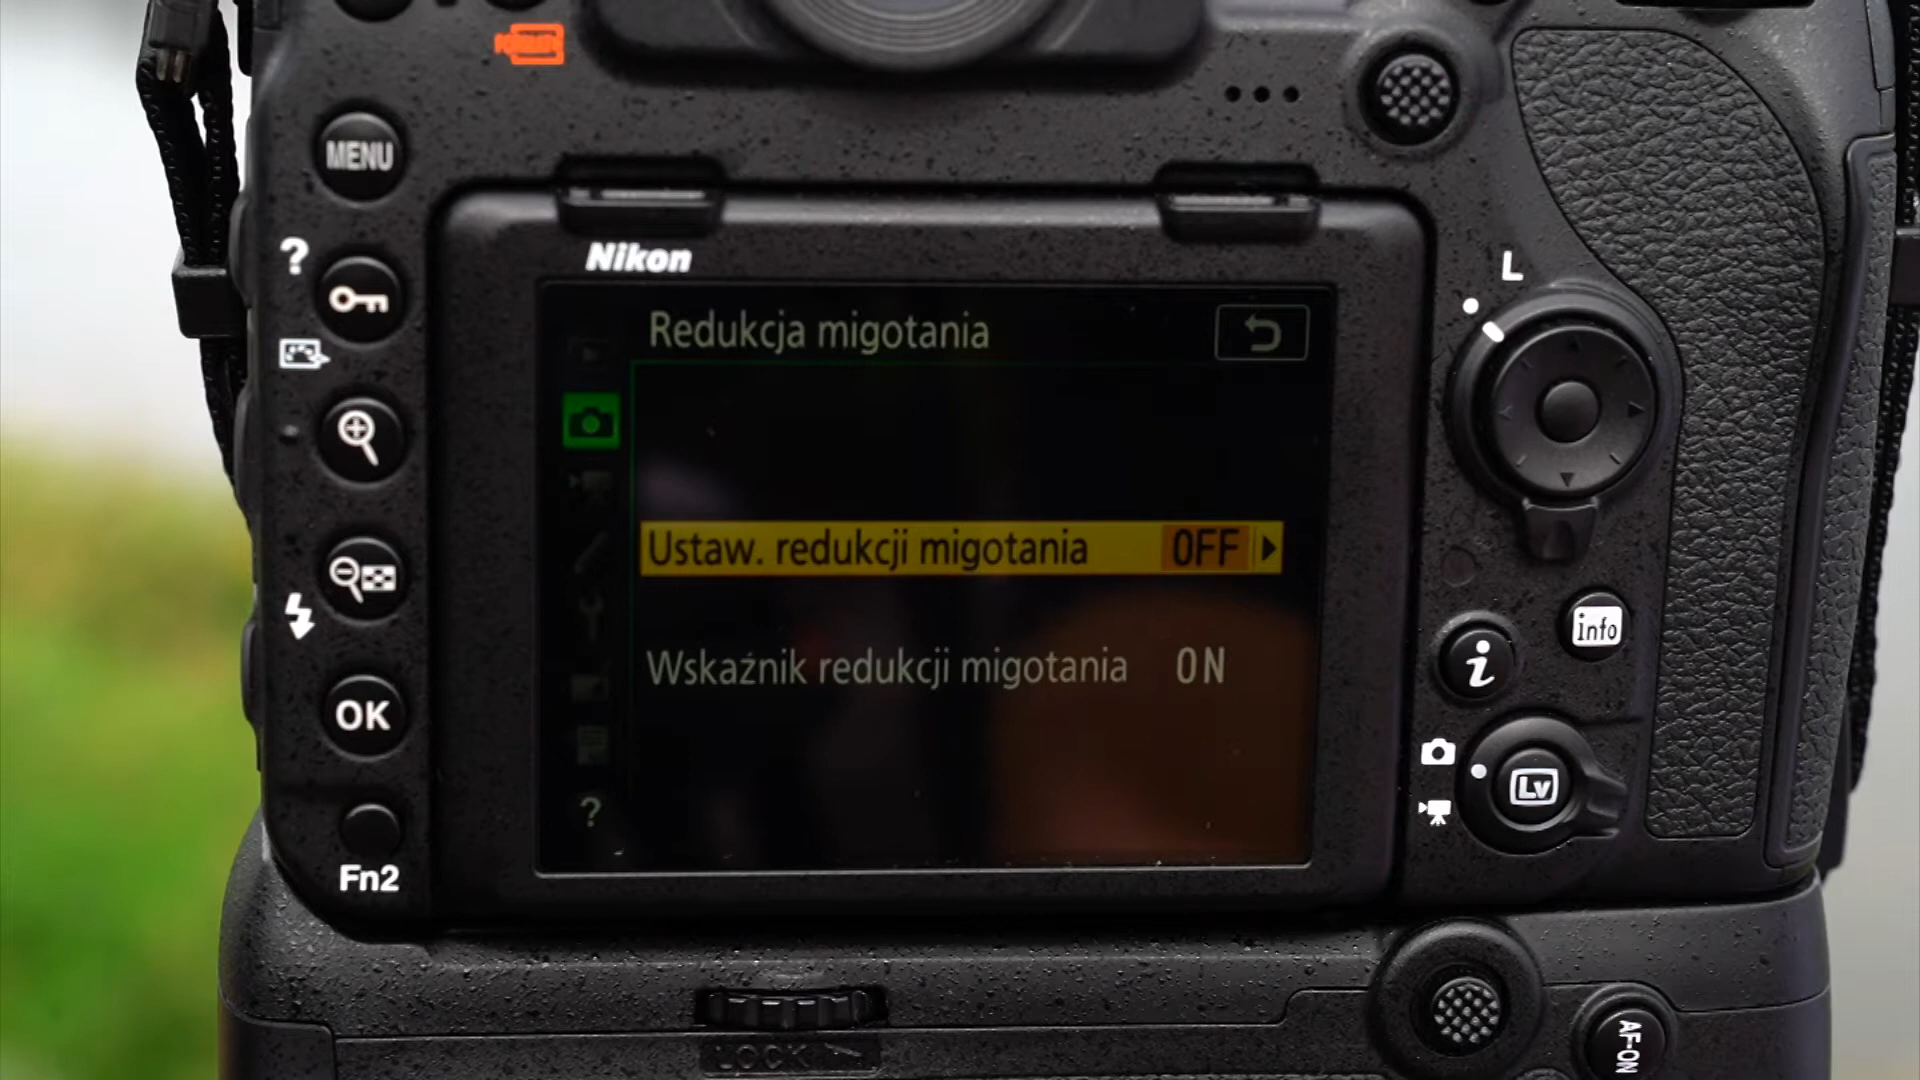 MENU
?
Nikon
L
Redukcja migotania
Ustaw. redukcji migotania OFF
Wskaźnik redukcji migotania ON
?
OK
Fn2
info
i
Lv
LOCK
AF-ON